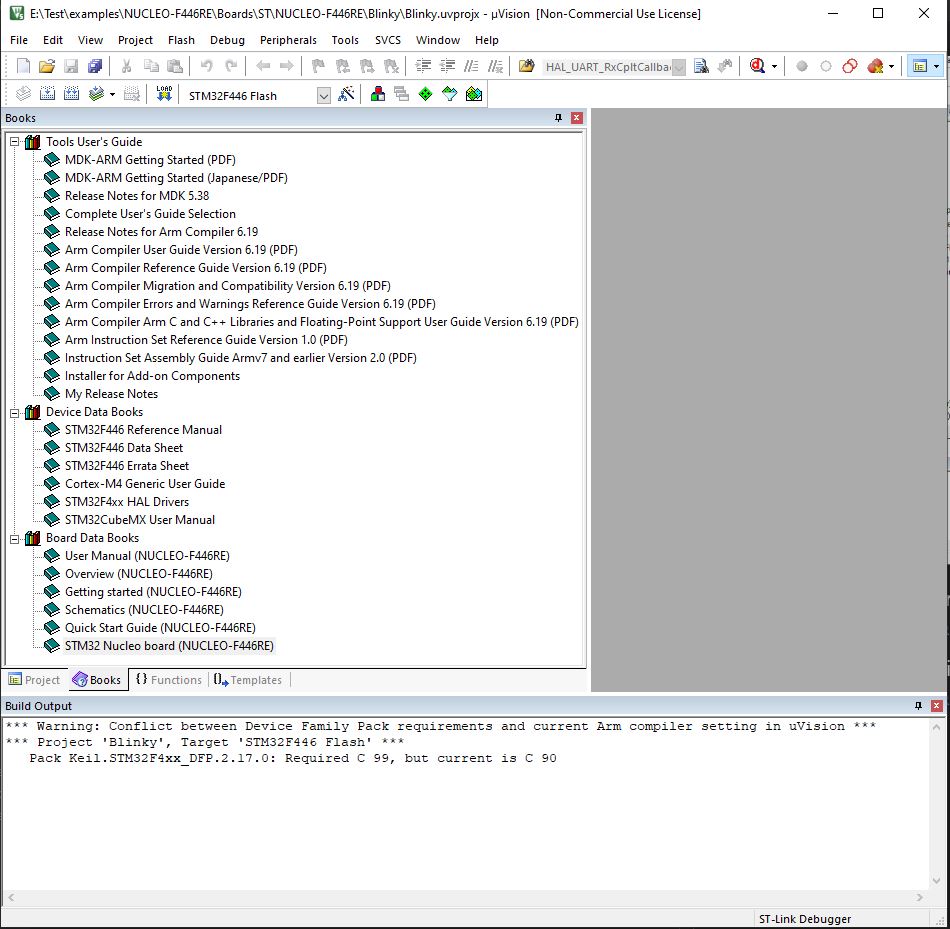 E:\Test\examples\NUCLEO-F446RE\Boards\ST\NUCLEO-F446RE\Blinky\Blinky.uvprojx - µVision [Non-Commercial Use License]
File Edit View Project Flash Debug Peripherals Tools SVCS Window Help
HAL_UART_RxCpltCallba
LOAD
STM32F446 Flash
Books
Tools User's Guide
MDK-ARM Getting Started (PDF)
MDK-ARM Getting Started (Japanese/PDF)
Release Notes for MDK 5.38
Complete User's Guide Selection
Release Notes for Arm Compiler 6.19
Arm Compiler User Guide Version 6.19 (PDF)
Arm Compiler Reference Guide Version 6.19 (PDF)
Arm Compiler Migration and Compatibility Version 6.19 (PDF)
Arm Compiler Errors and Warnings Reference Guide Version 6.19 (PDF)
Arm Compiler Arm C and C++ Libraries and Floating-Point Support User Guide Version 6.19 (PDF)
Arm Instruction Set Reference Guide Version 1.0 (PDF)
Instruction Set Assembly Guide Armv7 and earlier Version 2.0 (PDF)
Installer for Add-on Components
My Release Notes
Device Data Books
STM32F446 Reference Manual
STM32F446 Data Sheet
STM32F446 Errata Sheet
Cortex-M4 Generic User Guide
STM32F4xx HAL Drivers
STM32CubeMX User Manual
Board Data Books
User Manual (NUCLEO-F446RE)
Overview (NUCLEO-F446RE)
Getting started (NUCLEO-F446RE)
Schematics (NUCLEO-F446RE)
Quick Start Guide (NUCLEO-F446RE)
STM32 Nucleo board (NUCLEO-F446RE)
Project Books {} Functions 0 Templates
Build Output
*** Warning: Conflict between Device Family Pack requirements and current Arm compiler setting in uVision ***
*** Project 'Blinky', Target 'STM32F446 Flash' ***
Pack Keil.STM32F4xx_DFP.2.17.0: Required C 99, but current is C 90
ST-Link Debugger